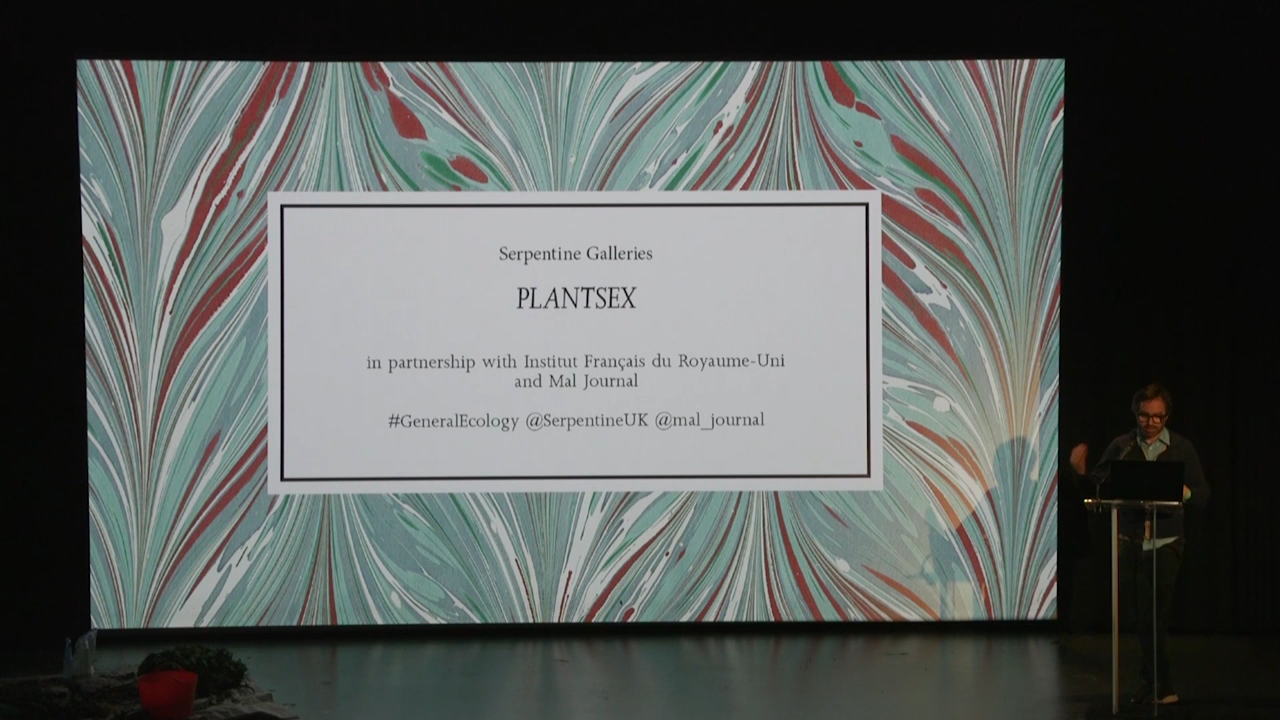 Serpentine Galleries
PLANTSEX
in partnership with Institut Français du Royaume-Uni
and Mal Journal
#GeneralEcology @SerpentineUK @mal_journal